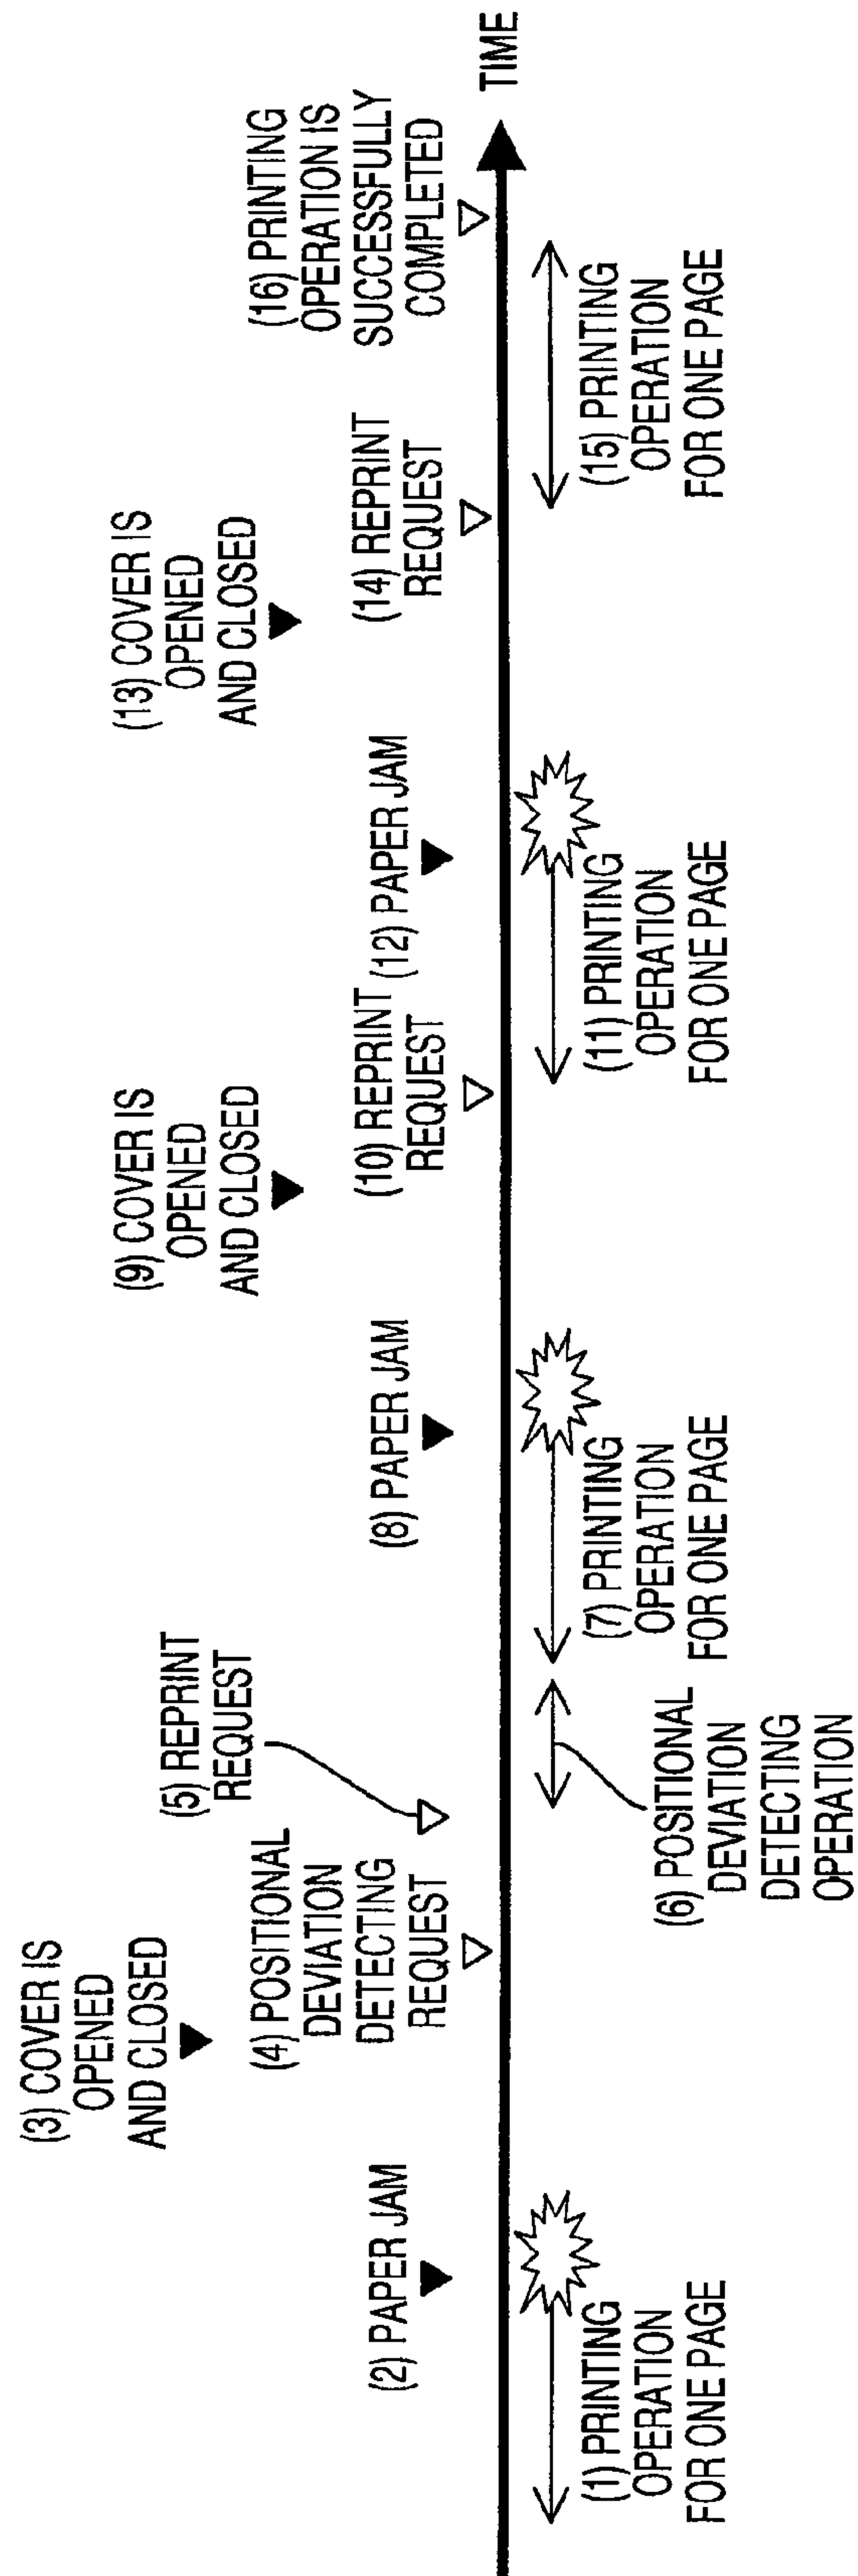 (1) PRINTING
OPERATION
FOR ONE PAGE
(2) PAPER JAM
(3) COVER IS
OPENED
AND CLOSED
(4) POSITIONAL
DEVIATION
DETECTING
REQUEST
(5) REPRINT
REQUEST
(6) POSITIONAL
DEVIATION
DETECTING
OPERATION
(7) PRINTING
OPERATION
FOR ONE PAGE
(8) PAPER JAM
(9) COVER IS
OPENED
AND CLOSED
(10) REPRINT
REQUEST
(11) PRINTING
OPERATION
FOR ONE PAGE
(12) PAPER JAM
(13) COVER IS
OPENED
AND CLOSED
(14) REPRINT
REQUEST
(15) PRINTING
OPERATION
FOR ONE PAGE
(16) PRINTING
OPERATION IS
SUCCESSFULLY
COMPLETED
TIME